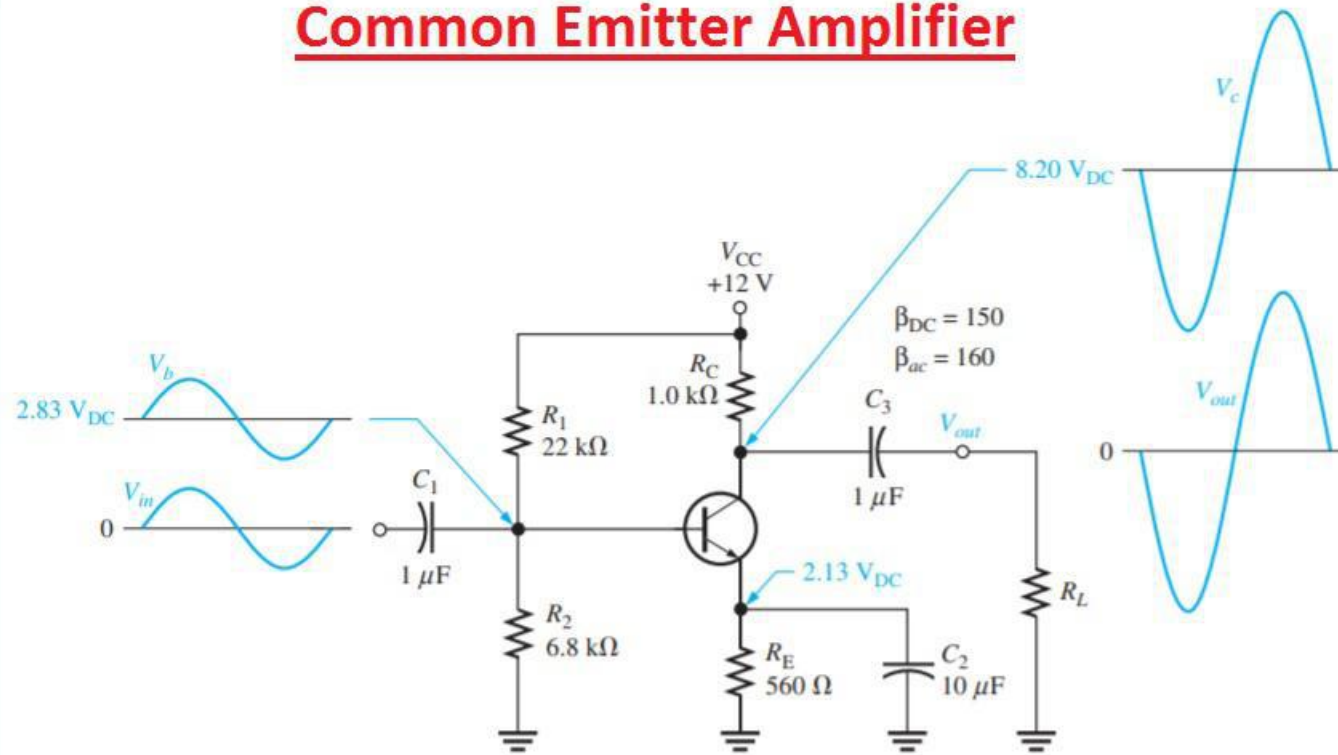 Common Emitter Amplifier
V_c
8.20 V_DC
V_CC
+12 V
β_DC = 150
β_ac = 160
R_C
1.0 kΩ
V_b
2.83 V_DC
R_1
22 kΩ
C_3
1 μF
V_out
V_out
0
V_in
0
C_1
1 μF
2.13 V_DC
R_L
R_2
6.8 kΩ
R_E
560 Ω
C_2
10 μF